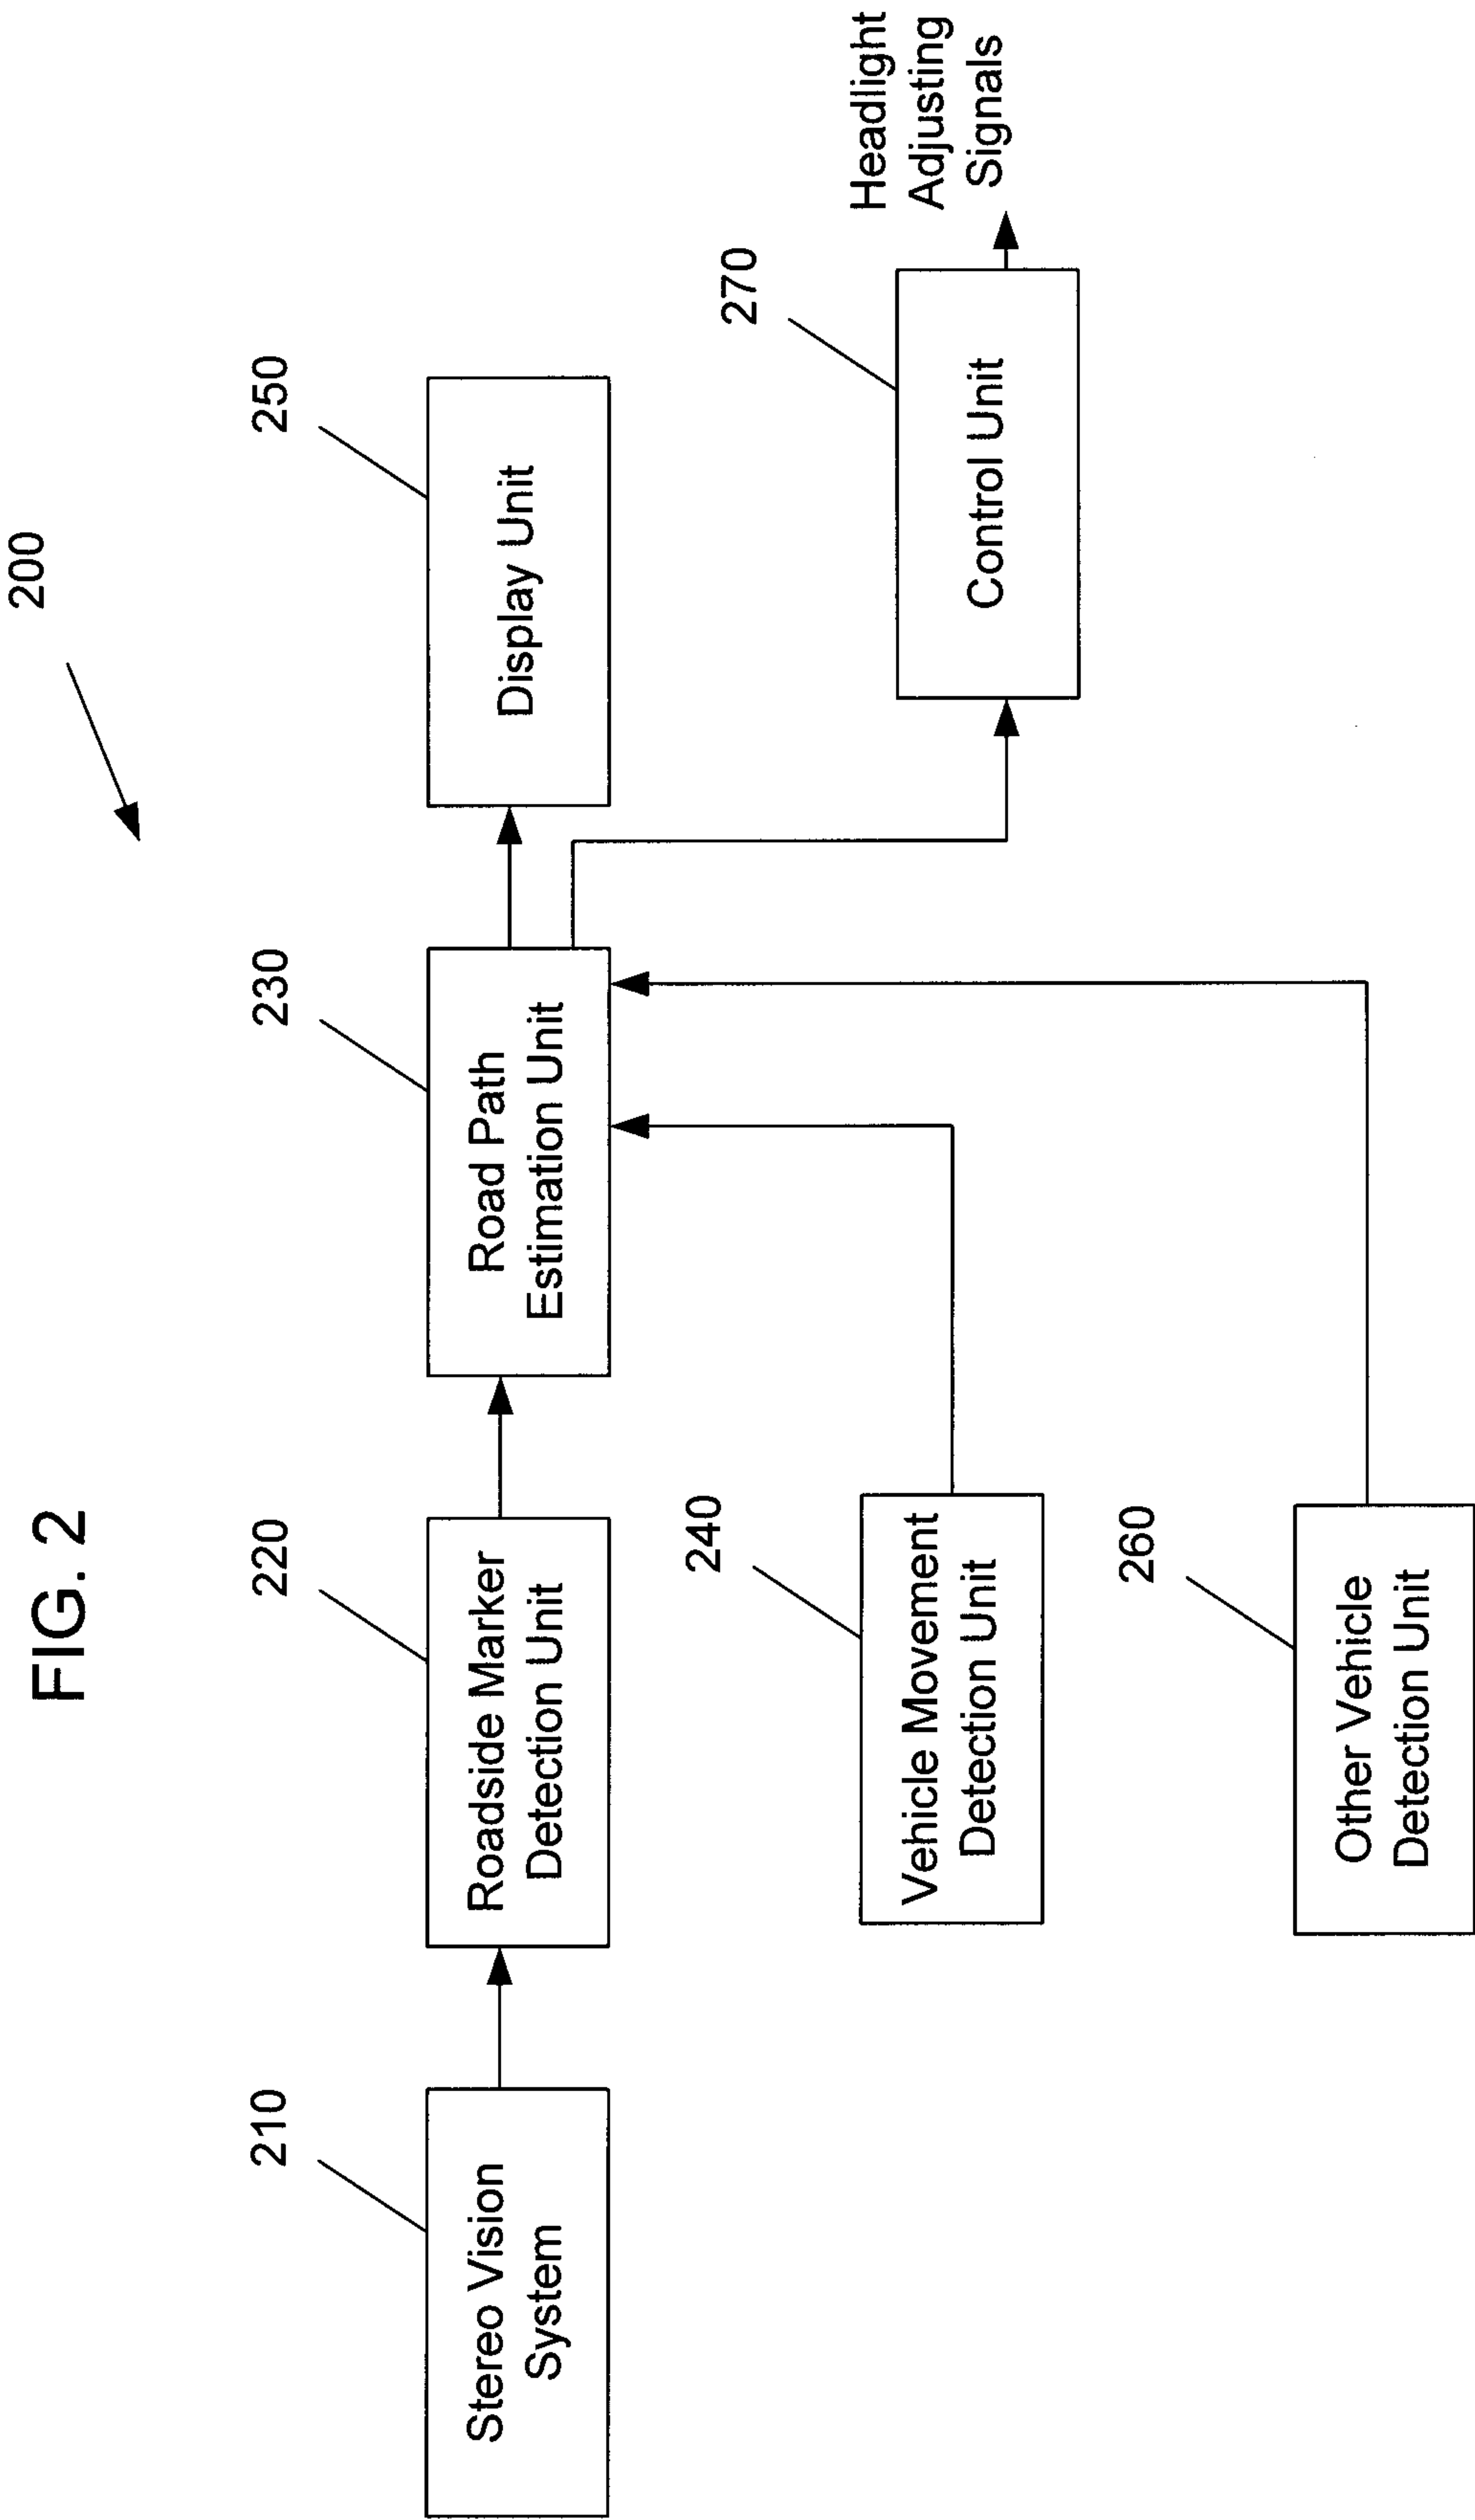 FIG. 2
200
210
Stereo Vision
System
220
Roadside Marker
Detection Unit
230
Road Path
Estimation Unit
250
Display Unit
240
Vehicle Movement
Detection Unit
270
Control Unit
Headlight
Adjusting
Signals
260
Other Vehicle
Detection Unit